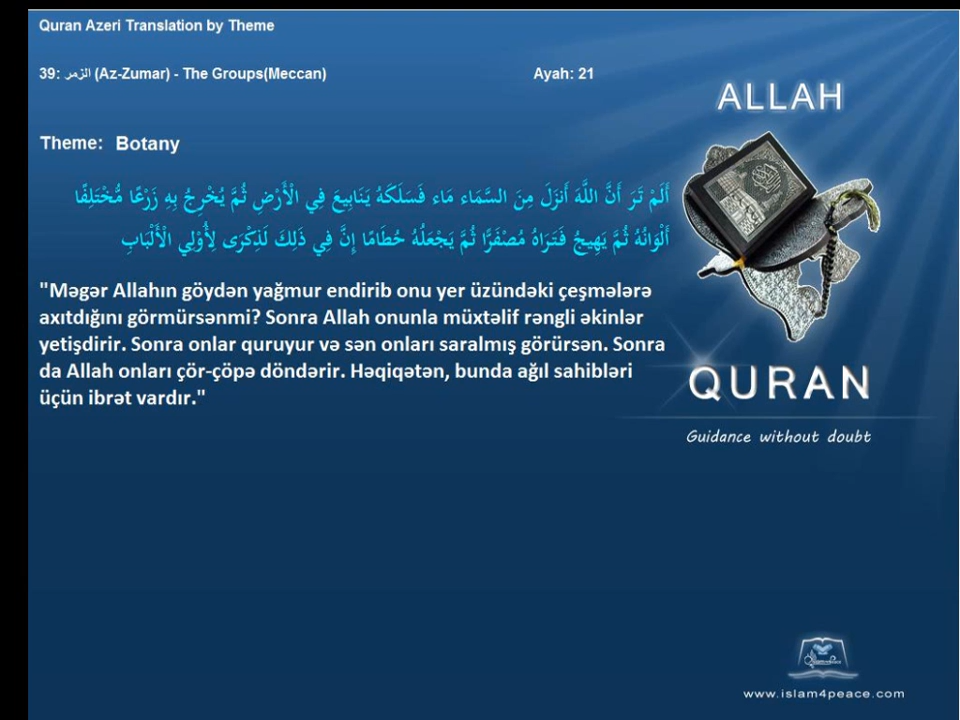 Quran Azeri Translation by Theme
39: الزمر (Az-Zumar) - The Groups(Meccan) Ayah: 21
ALLAH
Theme: Botany
أَلَمْ تَرَ أَنَّ اللَّهَ أَنزَلَ مِنَ السَّمَاء مَاء فَسَلَكَهُ يَنَابِيعَ فِي الْأَرْضِ ثُمَّ يُخْرِجُ بِهِ زَرْعًا مُّخْتَلِفًا
أَلْوَانُهُ ثُمَّ يَهِيجُ فَتَرَاهُ مُصْفَرًّا ثُمَّ يَجْعَلُهُ حُطَامًا إِنَّ فِي ذَلِكَ لَذِكْرَى لِأُوْلِي الْأَلْبَابِ
"Məgər Allahın göydən yağmur endirib onu yer üzündəki çeşmələrə
axıtdığını görmürsənmi? Sonra Allah onunla müxtəlif rəngli əkinlər
yetişdirir. Sonra onlar quruyur və sən onları saralmış görürsən. Sonra
da Allah onları çör-çöpə döndərir. Həqiqətən, bunda ağıl sahibləri
üçün ibrət vardır."
QURAN
Guidance without doubt
www.islam4peace.com